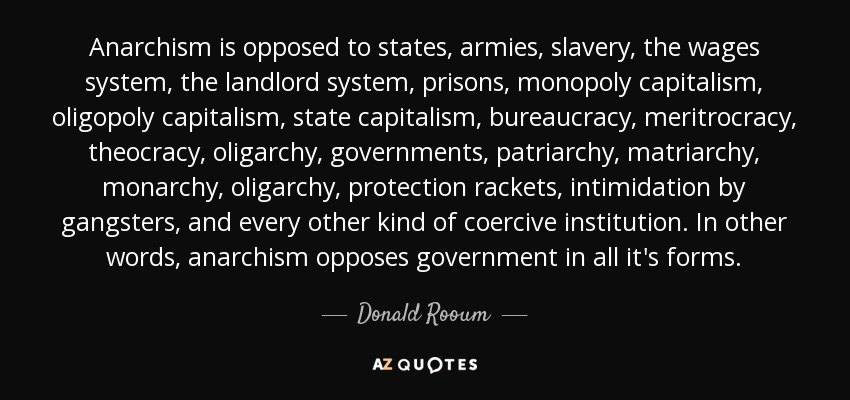 Anarchism is opposed to states, armies, slavery, the wages
system, the landlord system, prisons, monopoly capitalism,
oligopoly capitalism, state capitalism, bureaucracy, meritrocracy,
theocracy, oligarchy, governments, patriarchy, matriarchy,
monarchy, oligarchy, protection rackets, intimidation by
gangsters, and every other kind of coercive institution. In other
words, anarchism opposes government in all it's forms.
Donald Rooum
AZ QUOTES